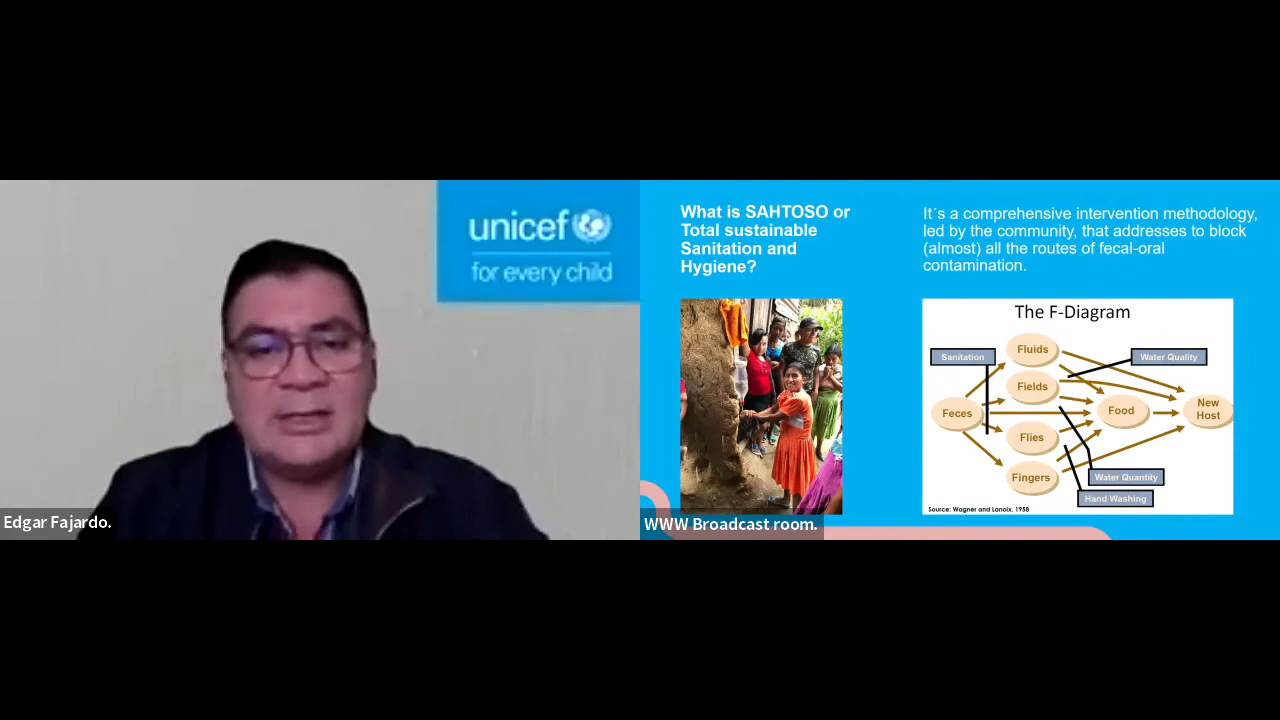 unicef
for every child
Edgar Fajardo.
What is SAHTOSO or
Total sustainable
Sanitation and
Hygiene?
It´s a comprehensive intervention methodology,
led by the community, that addresses to block
(almost) all the routes of fecal-oral
contamination.
The F-Diagram
Sanitation
Fluids
Water Quality
Fields
Feces
Food
New
Host
Flies
Fingers
Water Quantity
Hand Washing
Source: Wagner and Lanoix, 1958
WWW Broadcast room.